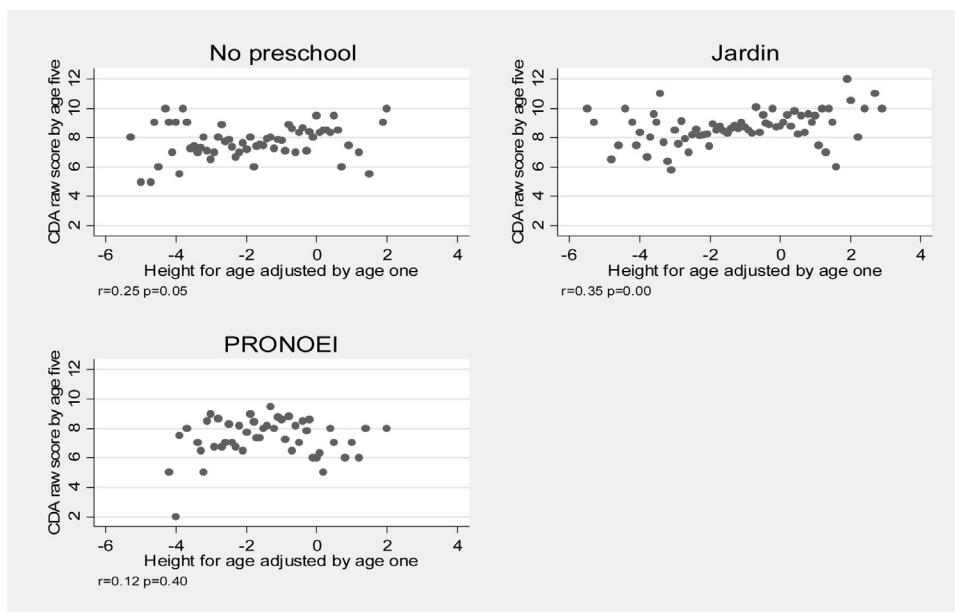 No preschool
CDA raw score by age five
12
10
8
6
4
2
-6 -4 -2 0 2 4
Height for age adjusted by age one
r=0.25 p=0.05
Jardin
CDA raw score by age five
12
10
8
6
4
2
-6 -4 -2 0 2 4
Height for age adjusted by age one
r=0.35 p=0.00
PRONOEI
CDA raw score by age five
12
10
8
6
4
2
-6 -4 -2 0 2 4
Height for age adjusted by age one
r=0.12 p=0.40